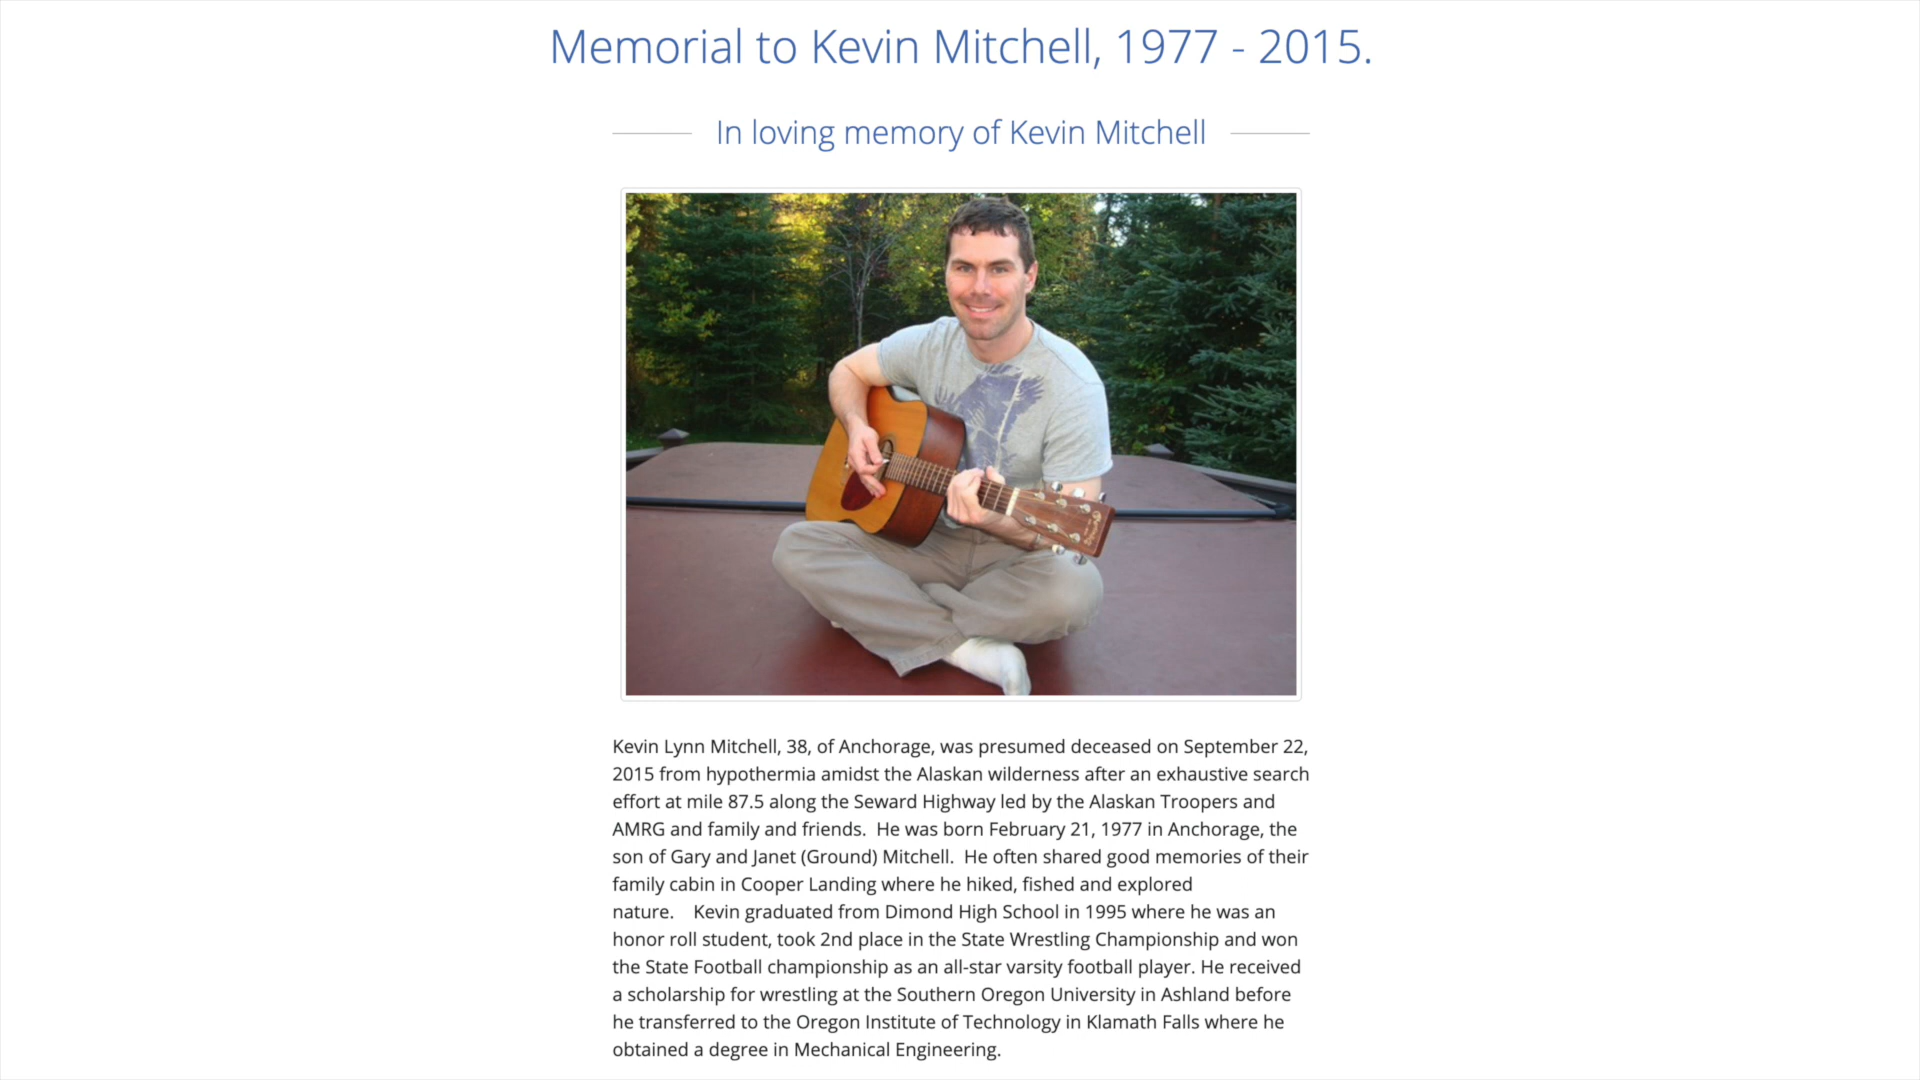 Memorial to Kevin Mitchell, 1977 - 2015.
In loving memory of Kevin Mitchell
Kevin Lynn Mitchell, 38, of Anchorage, was presumed deceased on September 22,
2015 from hypothermia amidst the Alaskan wilderness after an exhaustive search
effort at mile 87.5 along the Seward Highway led by the Alaskan Troopers and
AMRG and family and friends.  He was born February 21, 1977 in Anchorage, the
son of Gary and Janet (Ground) Mitchell.  He often shared good memories of their
family cabin in Cooper Landing where he hiked, fished and explored
nature.    Kevin graduated from Dimond High School in 1995 where he was an
honor roll student, took 2nd place in the State Wrestling Championship and won
the State Football championship as an all-star varsity football player. He received
a scholarship for wrestling at the Southern Oregon University in Ashland before
he transferred to the Oregon Institute of Technology in Klamath Falls where he
obtained a degree in Mechanical Engineering.